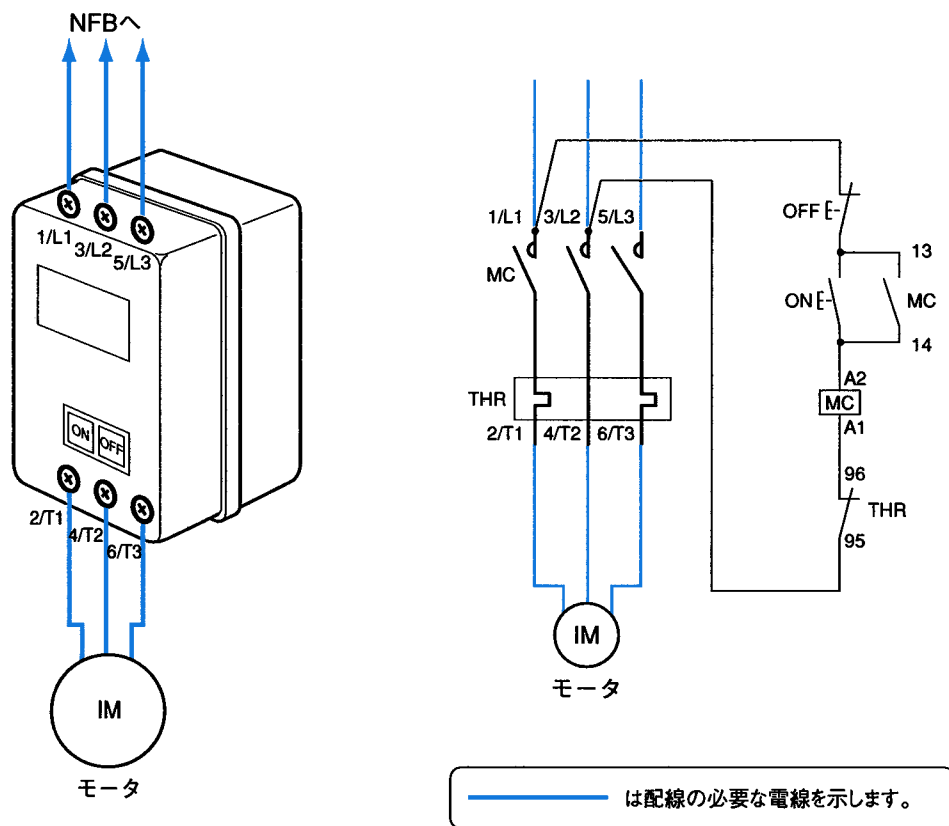 NFBへ
1/L1
3/L2
5/L3
ON
OFF
2/T1
4/T2
6/T3
IM
モータ
1/L1 3/L2 5/L3
MC
THR
2/T1 4/T2 6/T3
IM
モータ
OFF
13
ON
MC
14
A2
MC
A1
96
THR
95
は配線の必要な電線を示します。